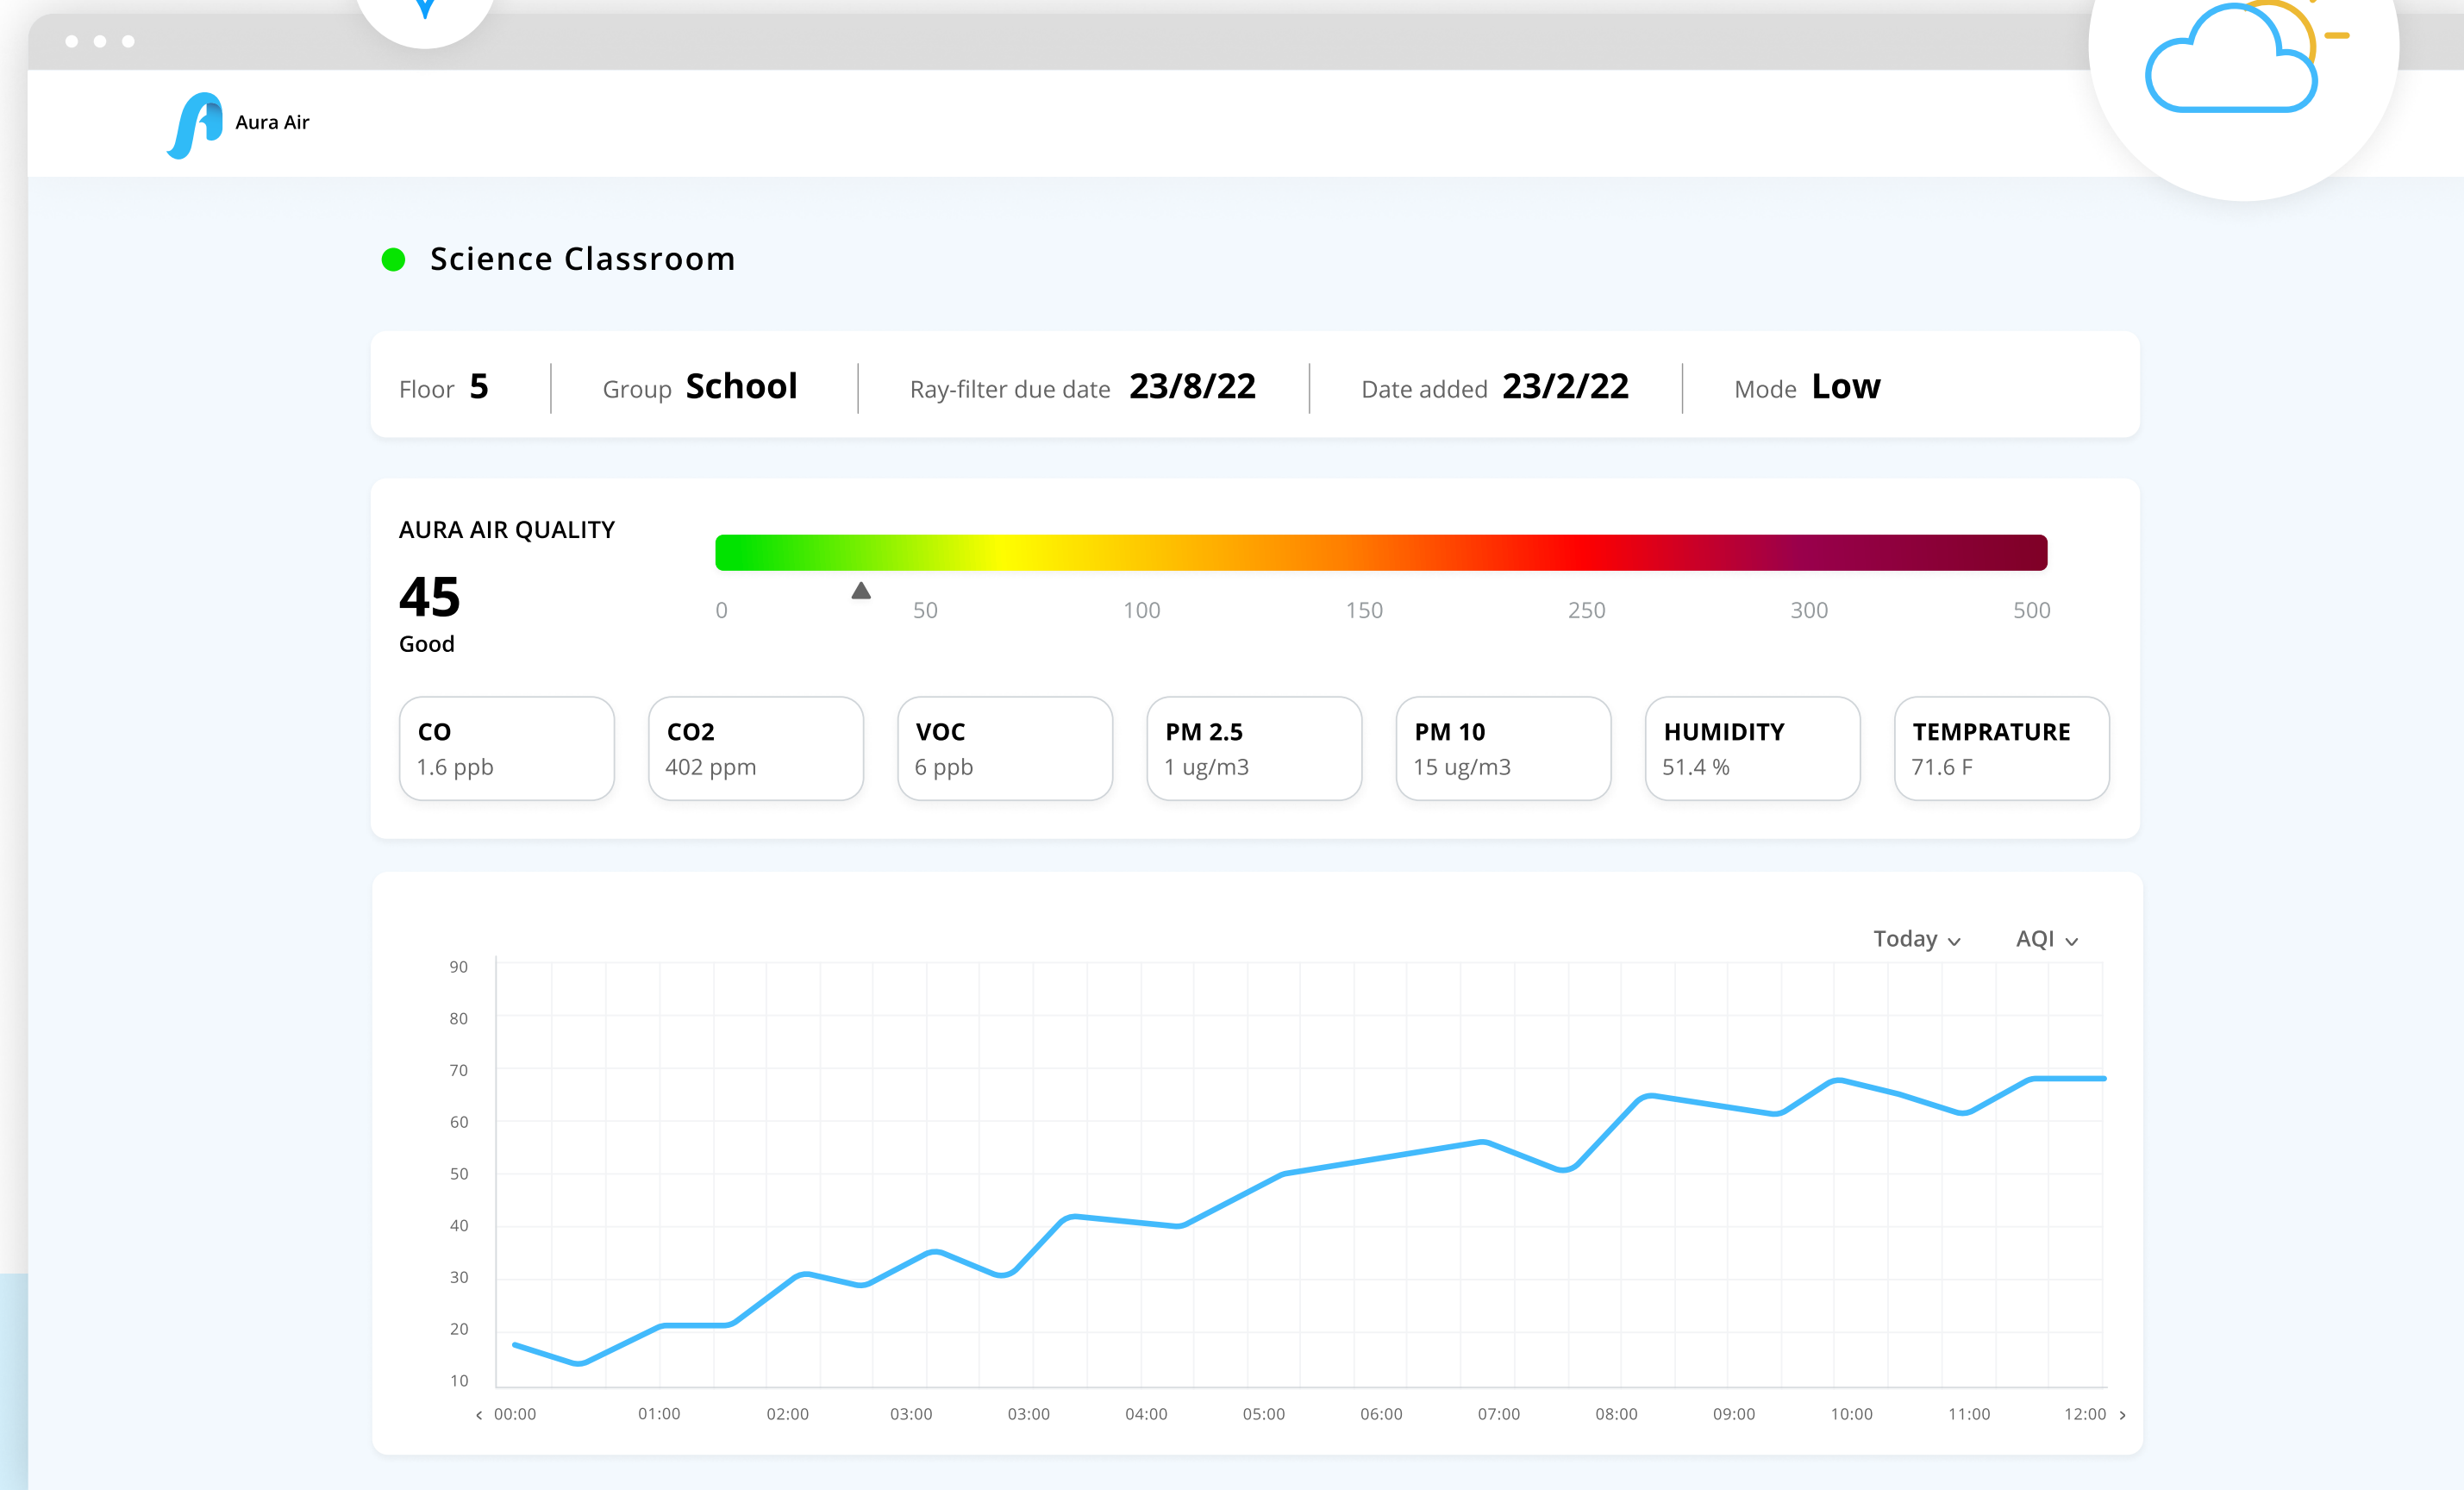 Aura Air
Science Classroom
Floor 5 Group School Ray-filter due date 23/8/22 Date added 23/2/22 Mode Low
AURA AIR QUALITY
45
Good
0 50 100 150 250 300 500
CO CO2 VOC PM 2.5 PM 10 HUMIDITY TEMPRATURE
1.6 ppb 402 ppm 6 ppb 1 ug/m3 15 ug/m3 51.4 % 71.6 F
Today AQI
90
80
70
60
50
40
30
20
10
00:00 01:00 02:00 03:00 03:00 04:00 05:00 06:00 07:00 08:00 09:00 10:00 11:00 12:00